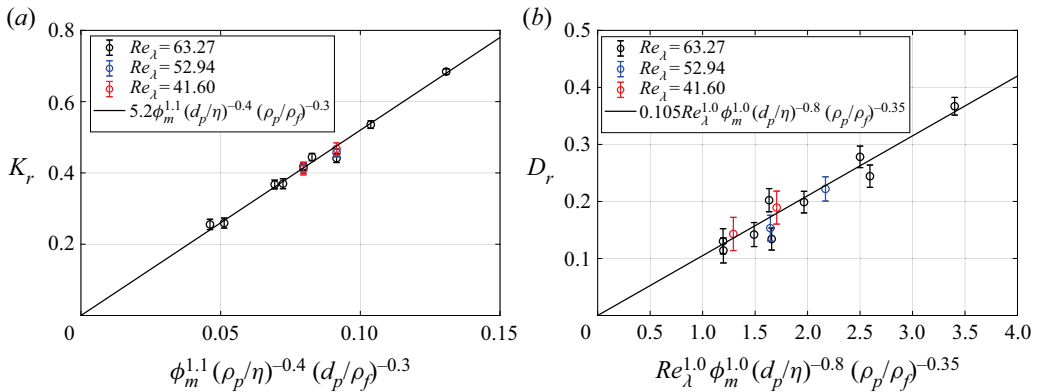 (a)
0.8
0.6
0.4
0.2
K_r
Re_λ = 63.27
Re_λ = 52.94
Re_λ = 41.60
5.2ϕ_m^{1.1} (d_p/η)^{−0.4} (ρ_p/ρ_f)^{−0.3}
0 0.05 0.10 0.15
ϕ_m^{1.1} (ρ_p/η)^{−0.4} (d_p/ρ_f)^{−0.3}
(b)
0.5
0.4
0.3
0.2
0.1
D_r
Re_λ = 63.27
Re_λ = 52.94
Re_λ = 41.60
0.105Re_λ^{1.0} ϕ_m^{1.0} (d_p/η)^{−0.8} (ρ_p/ρ_f)^{−0.35}
0 0.5 1.0 1.5 2.0 2.5 3.0 3.5 4.0
Re_λ^{1.0} ϕ_m^{1.0} (d_p/η)^{−0.8} (ρ_p/ρ_f)^{−0.35}